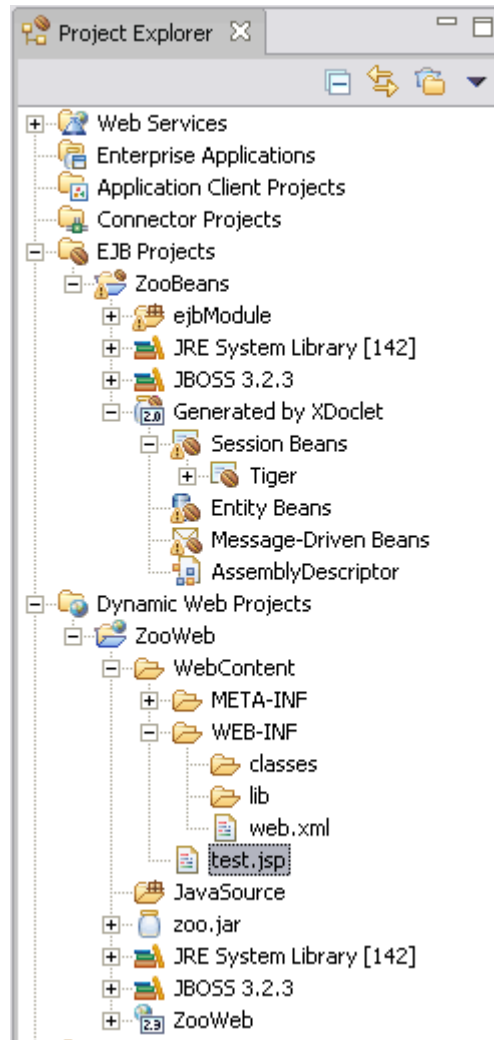 Project Explorer
Web Services
Enterprise Applications
Application Client Projects
Connector Projects
EJB Projects
ZooBeans
ejbModule
JRE System Library [142]
JBOSS 3.2.3
2.0 Generated by XDoclet
Session Beans
Tiger
Entity Beans
Message-Driven Beans
AssemblyDescriptor
Dynamic Web Projects
ZooWeb
WebContent
META-INF
WEB-INF
classes
lib
web.xml
test.jsp
JavaSource
zoo.jar
JRE System Library [142]
JBOSS 3.2.3
2.3 ZooWeb